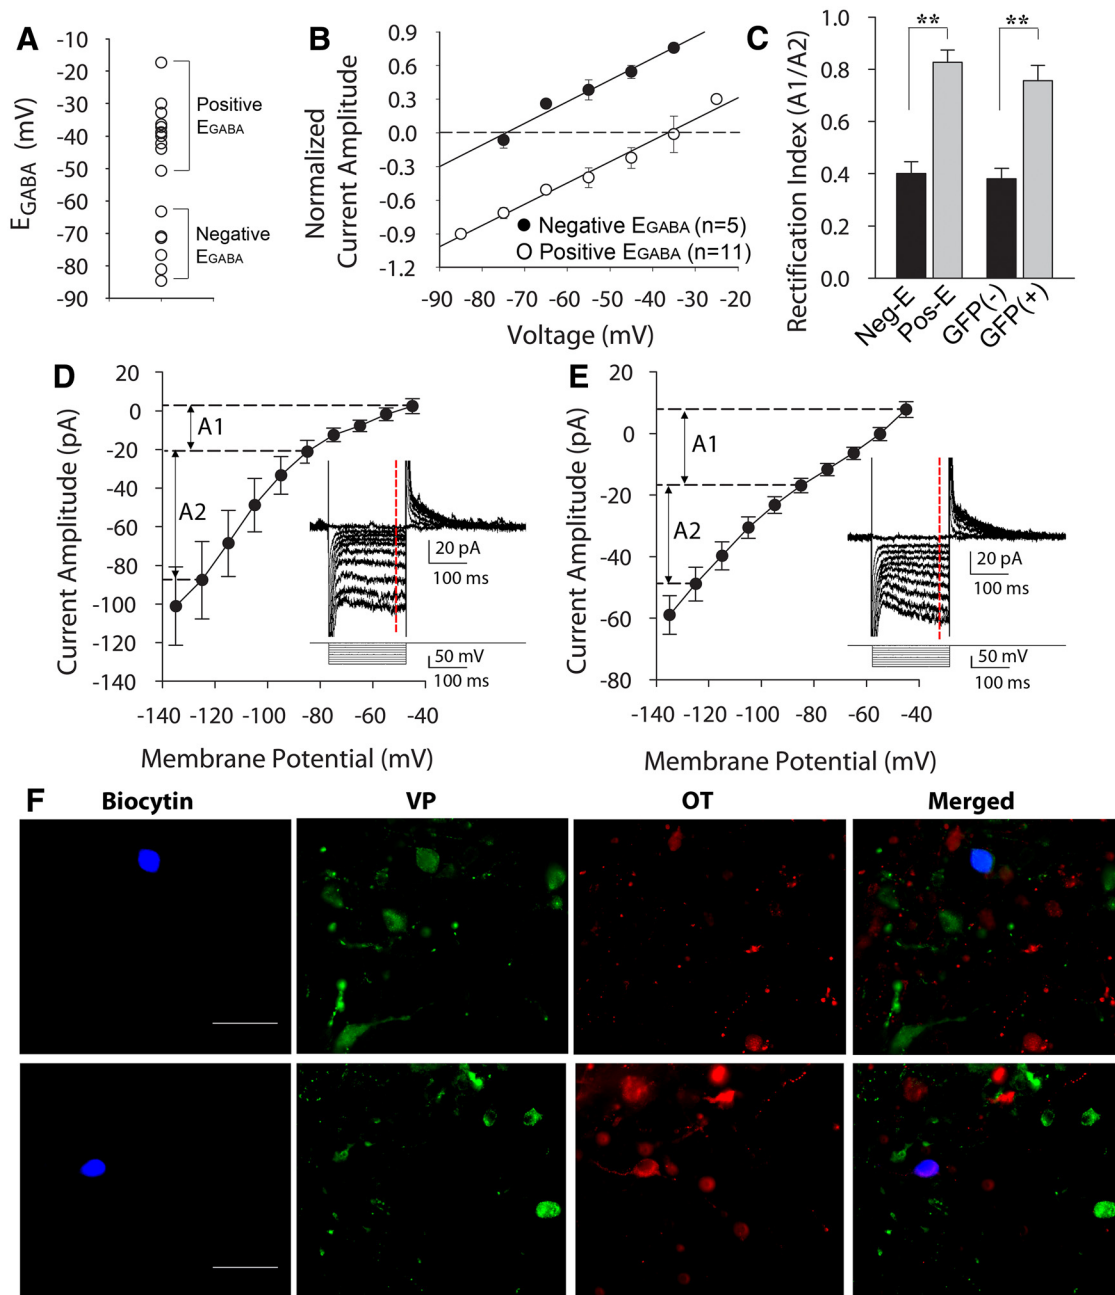 A
-10
-20
-30
-40
-50
-60
-70
-80
-90
EGABA (mV)
Positive
EGABA
Negative
EGABA
B
0.9
0.6
0.3
0.0
-0.3
-0.6
-0.9
-1.2
Normalized
Current Amplitude
Negative EGABA (n=5)
Positive EGABA (n=11)
-90 -80 -70 -60 -50 -40 -30 -20
Voltage (mV)
C
1.0
0.8
0.6
0.4
0.2
0.0
Rectification Index (A1/A2)
** **
Neg-E
Pos-E
GFP(-)
GFP(+)
D
20
0
-20
-40
-60
-80
-100
-120
-140
Current Amplitude (pA)
A1
A2
20 pA
100 ms
50 mV
100 ms
-140 -120 -100 -80 -60 -40
Membrane Potential (mV)
E
20
0
-20
-40
-60
-80
Current Amplitude (pA)
A1
A2
20 pA
100 ms
50 mV
100 ms
-140 -120 -100 -80 -60 -40
Membrane Potential (mV)
F
Biocytin VP OT Merged